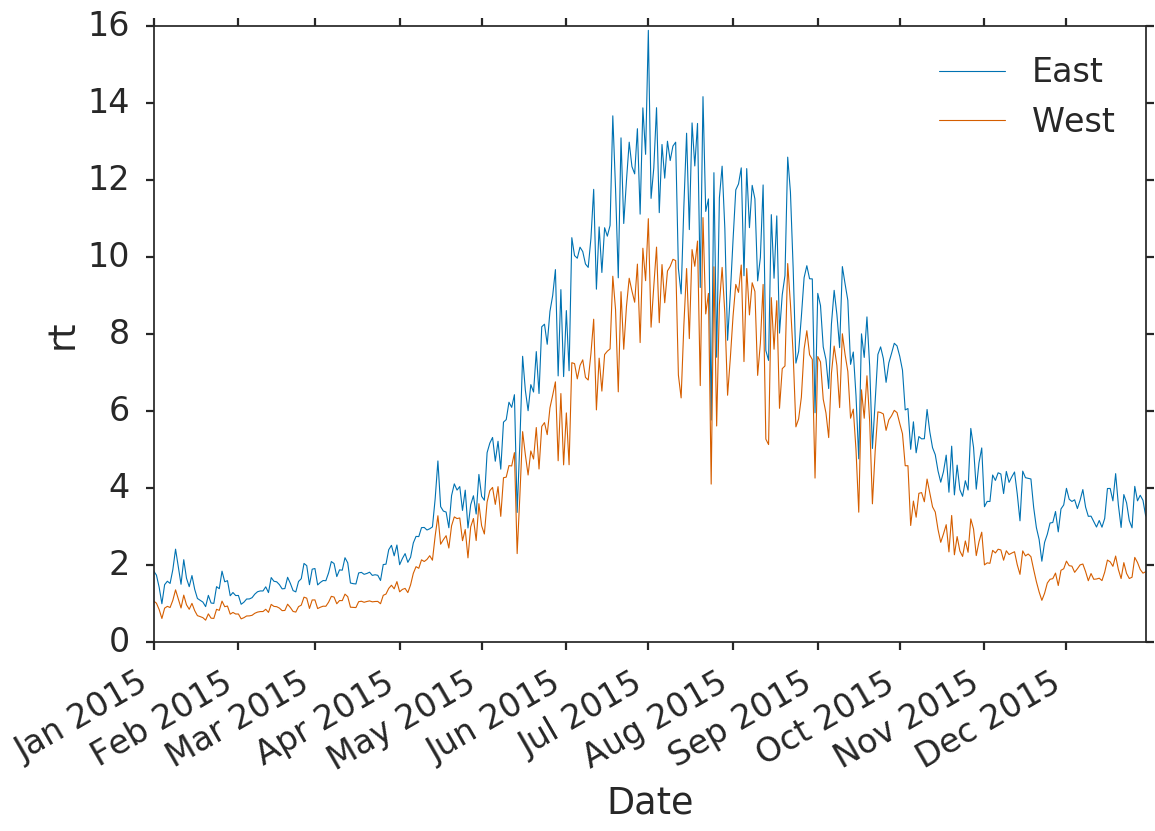 16
14
12
10
8
6
4
2
0
rt
East
West
Jan 2015
Feb 2015
Mar 2015
Apr 2015
May 2015
Jun 2015
Jul 2015
Aug 2015
Sep 2015
Oct 2015
Nov 2015
Dec 2015
Date